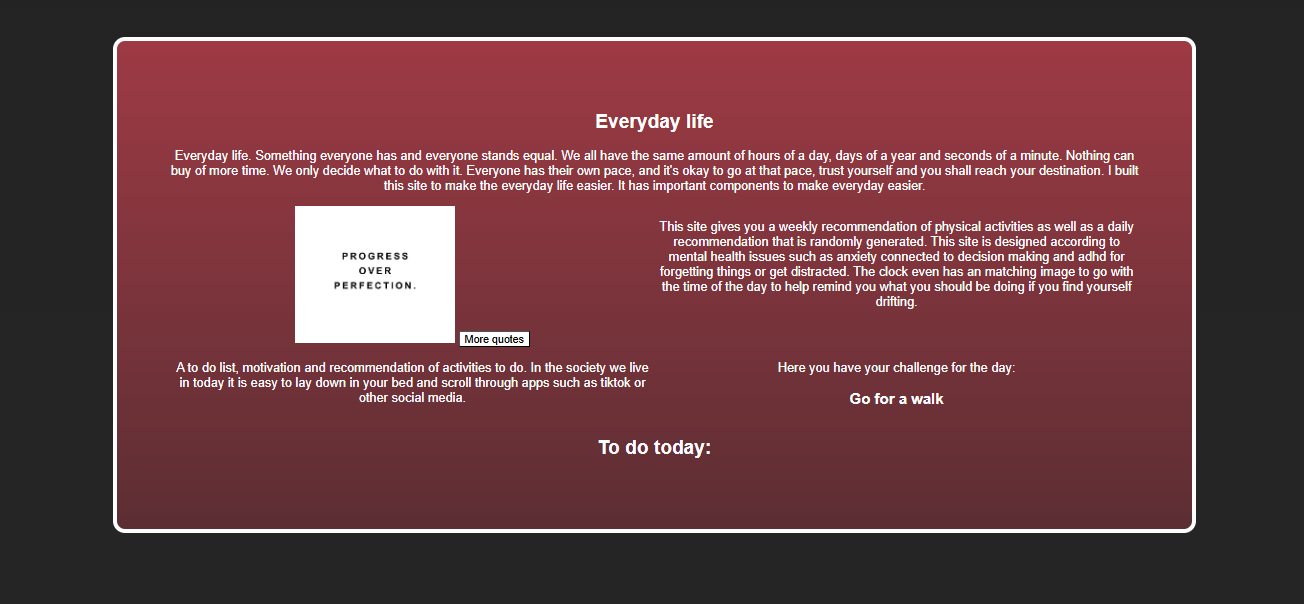 Everyday life
Everyday life. Something everyone has and everyone stands equal. We all have the same amount of hours of a day, days of a year and seconds of a minute. Nothing can
buy of more time. We only decide what to do with it. Everyone has their own pace, and it's okay to go at that pace, trust yourself and you shall reach your destination. I built
this site to make the everyday life easier. It has important components to make everyday easier.
PROGRESS
OVER
PERFECTION.
More quotes
This site gives you a weekly recommendation of physical activities as well as a daily
recommendation that is randomly generated. This site is designed according to
mental health issues such as anxiety connected to decision making and adhd for
forgetting things or get distracted. The clock even has an matching image to go with
the time of the day to help remind you what you should be doing if you find yourself
drifting.
A to do list, motivation and recommendation of activities to do. In the society we live
in today it is easy to lay down in your bed and scroll through apps such as tiktok or
other social media.
Here you have your challenge for the day:
Go for a walk
To do today: